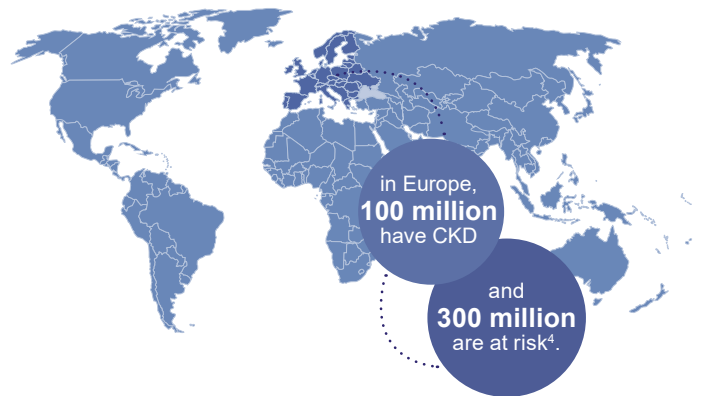 in Europe,
100 million
have CKD
and
300 million
are at risk⁴.